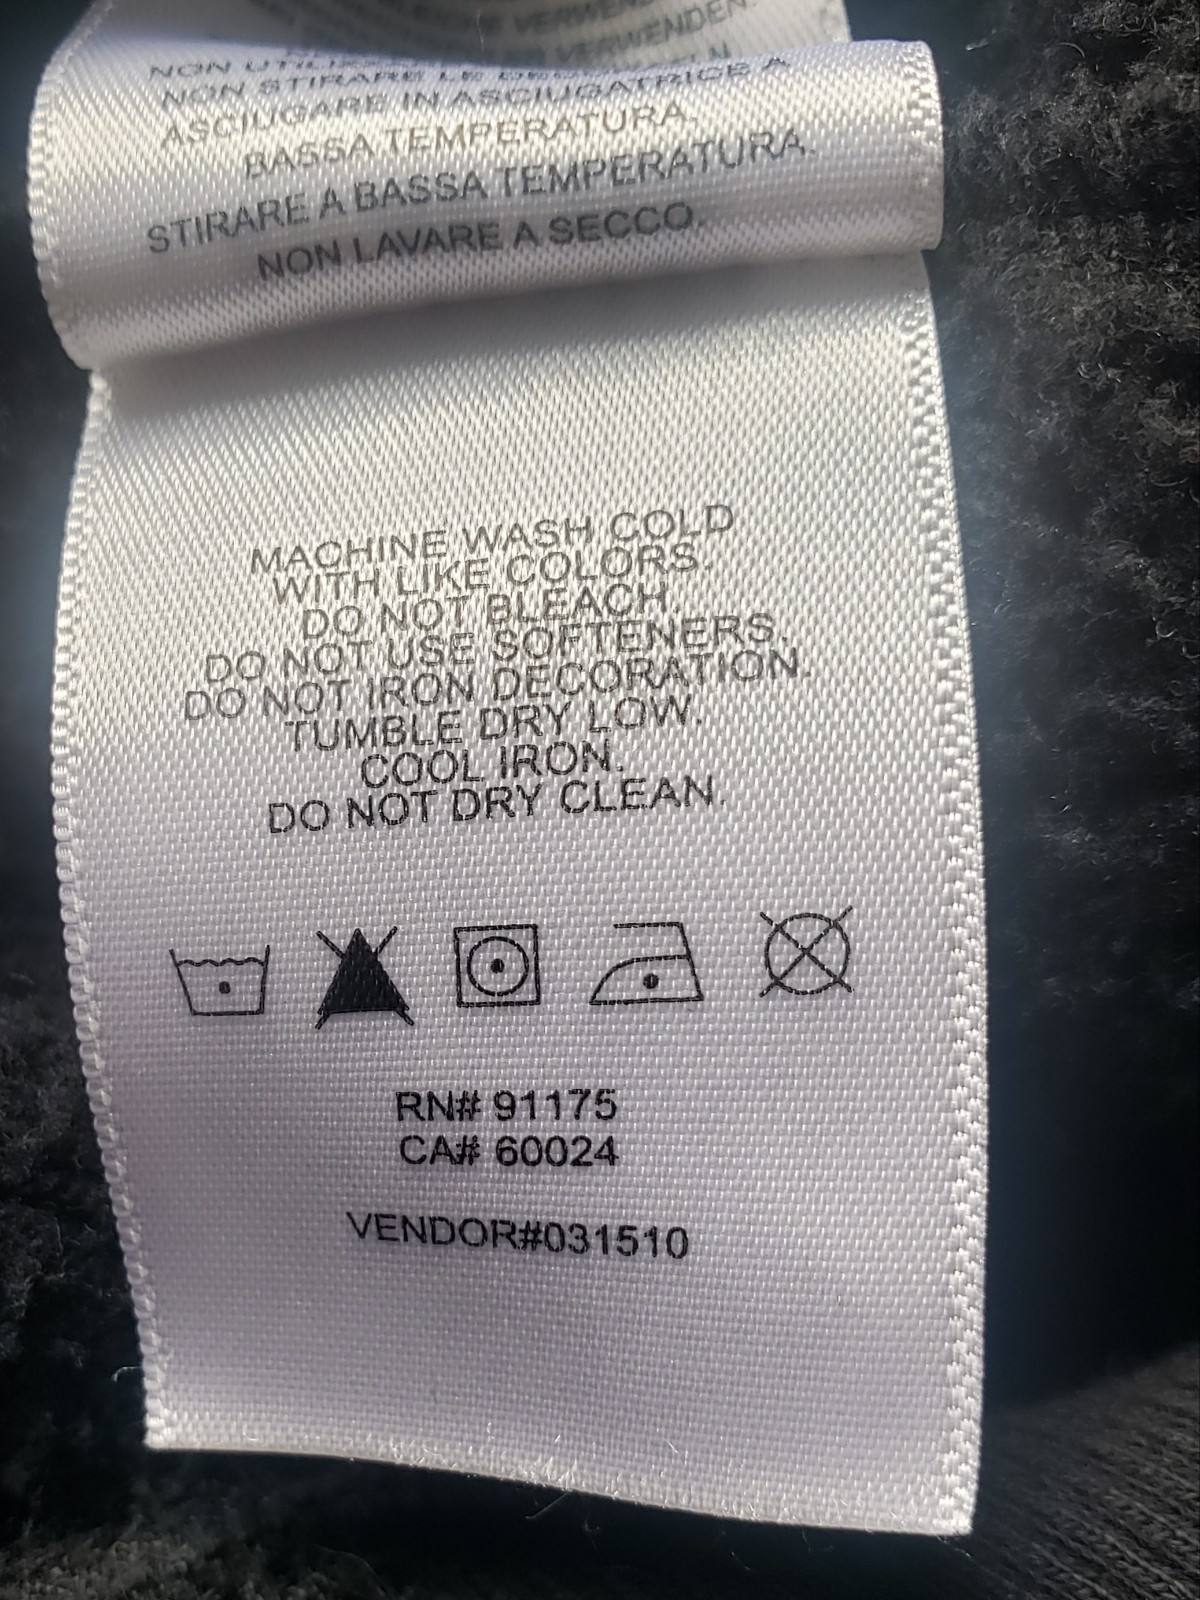 VERWENDEN.
NON STIRARE LE
ASCIUGARE IN ASCIUGATRICE A
BASSA TEMPERATURA.
STIRARE A BASSA TEMPERATURA.
NON LAVARE A SECCO.
MACHINE WASH COLD
WITH LIKE COLORS.
DO NOT BLEACH.
DO NOT USE SOFTENERS.
DO NOT IRON DECORATION.
TUMBLE DRY LOW.
COOL IRON.
DO NOT DRY CLEAN.
RN# 91175
CA# 60024
VENDOR#031510